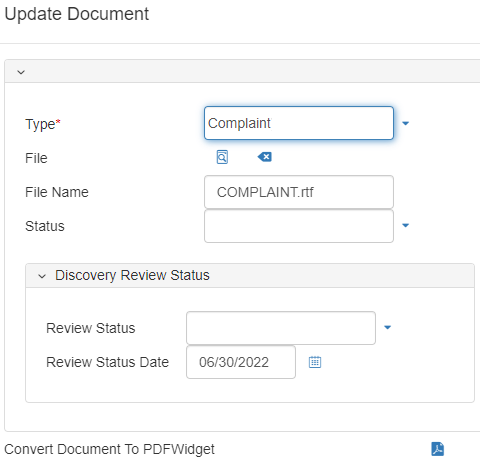 Update Document
Type*
Complaint
File
File Name
COMPLAINT.rtf
Status
Discovery Review Status
Review Status
Review Status Date
06/30/2022
Convert Document To PDFWidget